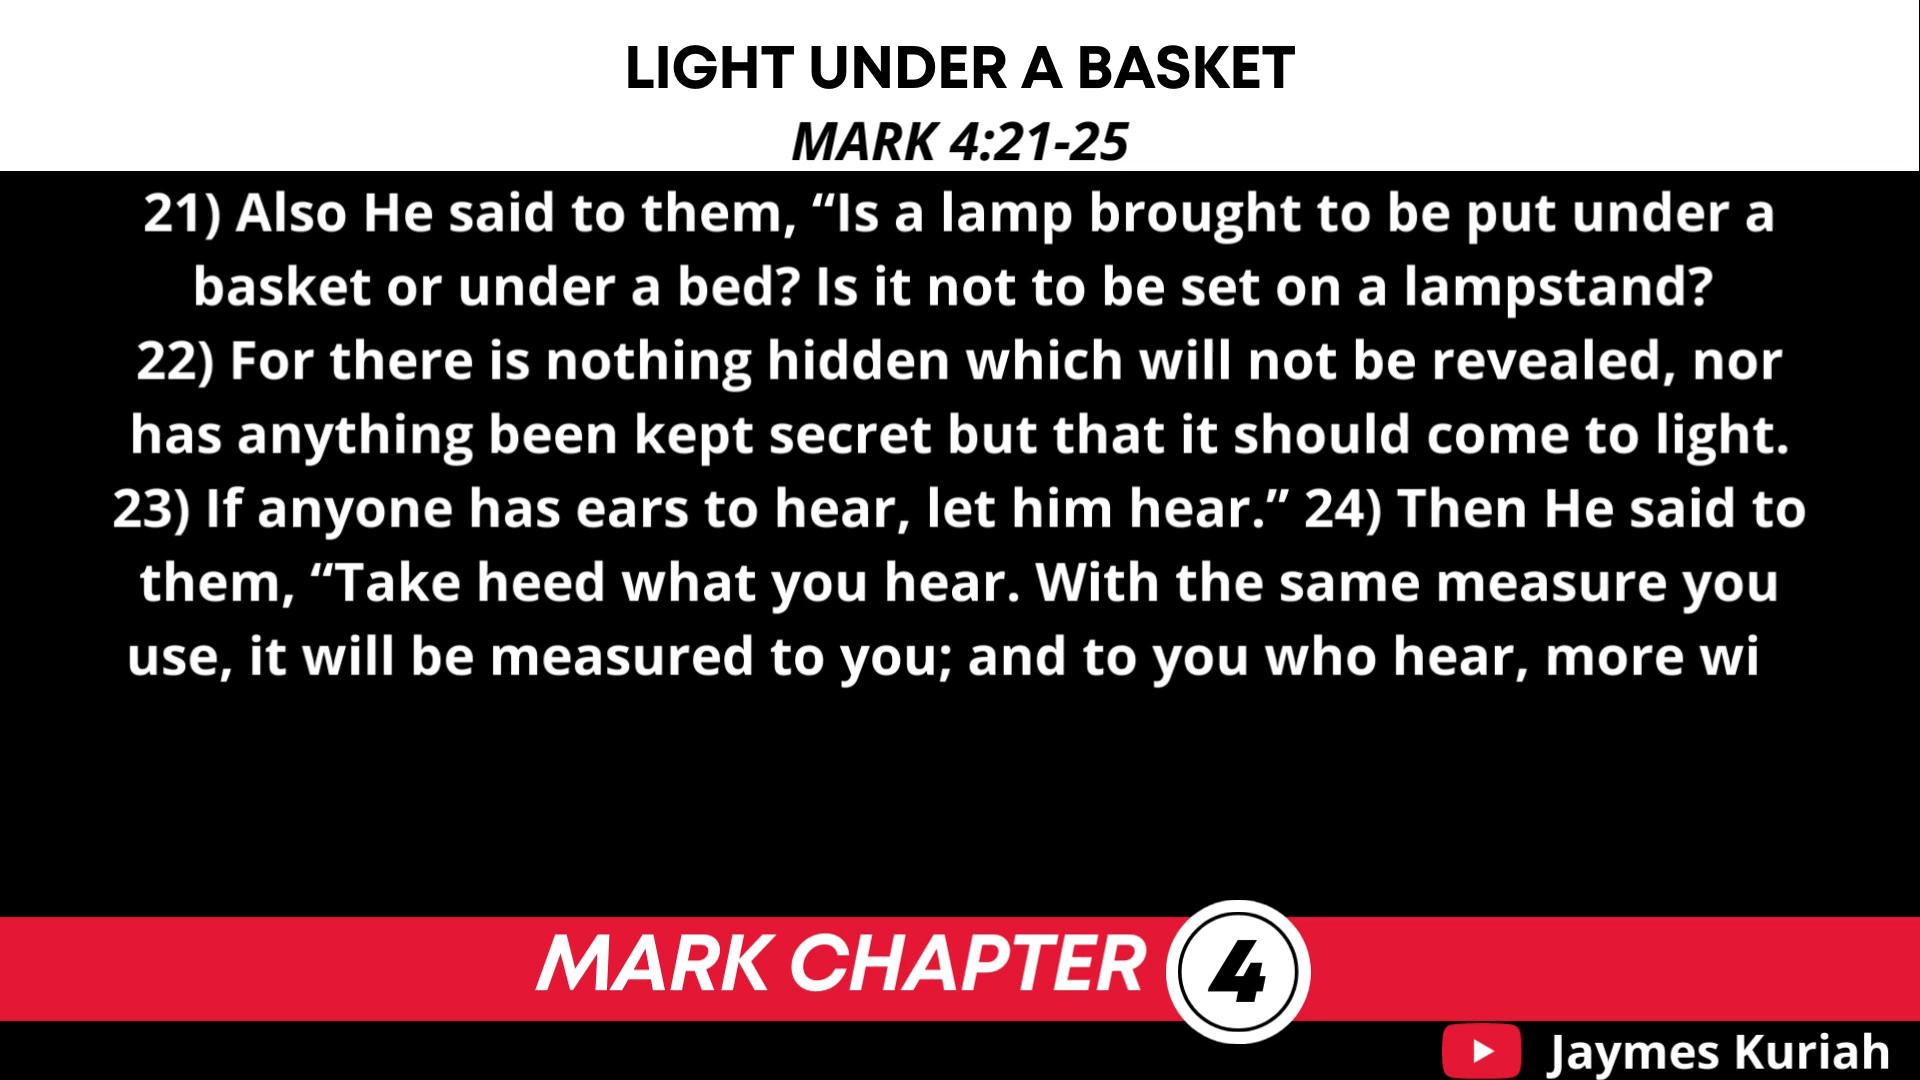 LIGHT UNDER A BASKET
MARK 4:21-25
21) Also He said to them, “Is a lamp brought to be put under a
basket or under a bed? Is it not to be set on a lampstand?
22) For there is nothing hidden which will not be revealed, nor
has anything been kept secret but that it should come to light.
23) If anyone has ears to hear, let him hear.” 24) Then He said to
them, “Take heed what you hear. With the same measure you
use, it will be measured to you; and to you who hear, more wi
MARK CHAPTER 4
Jaymes Kuriah